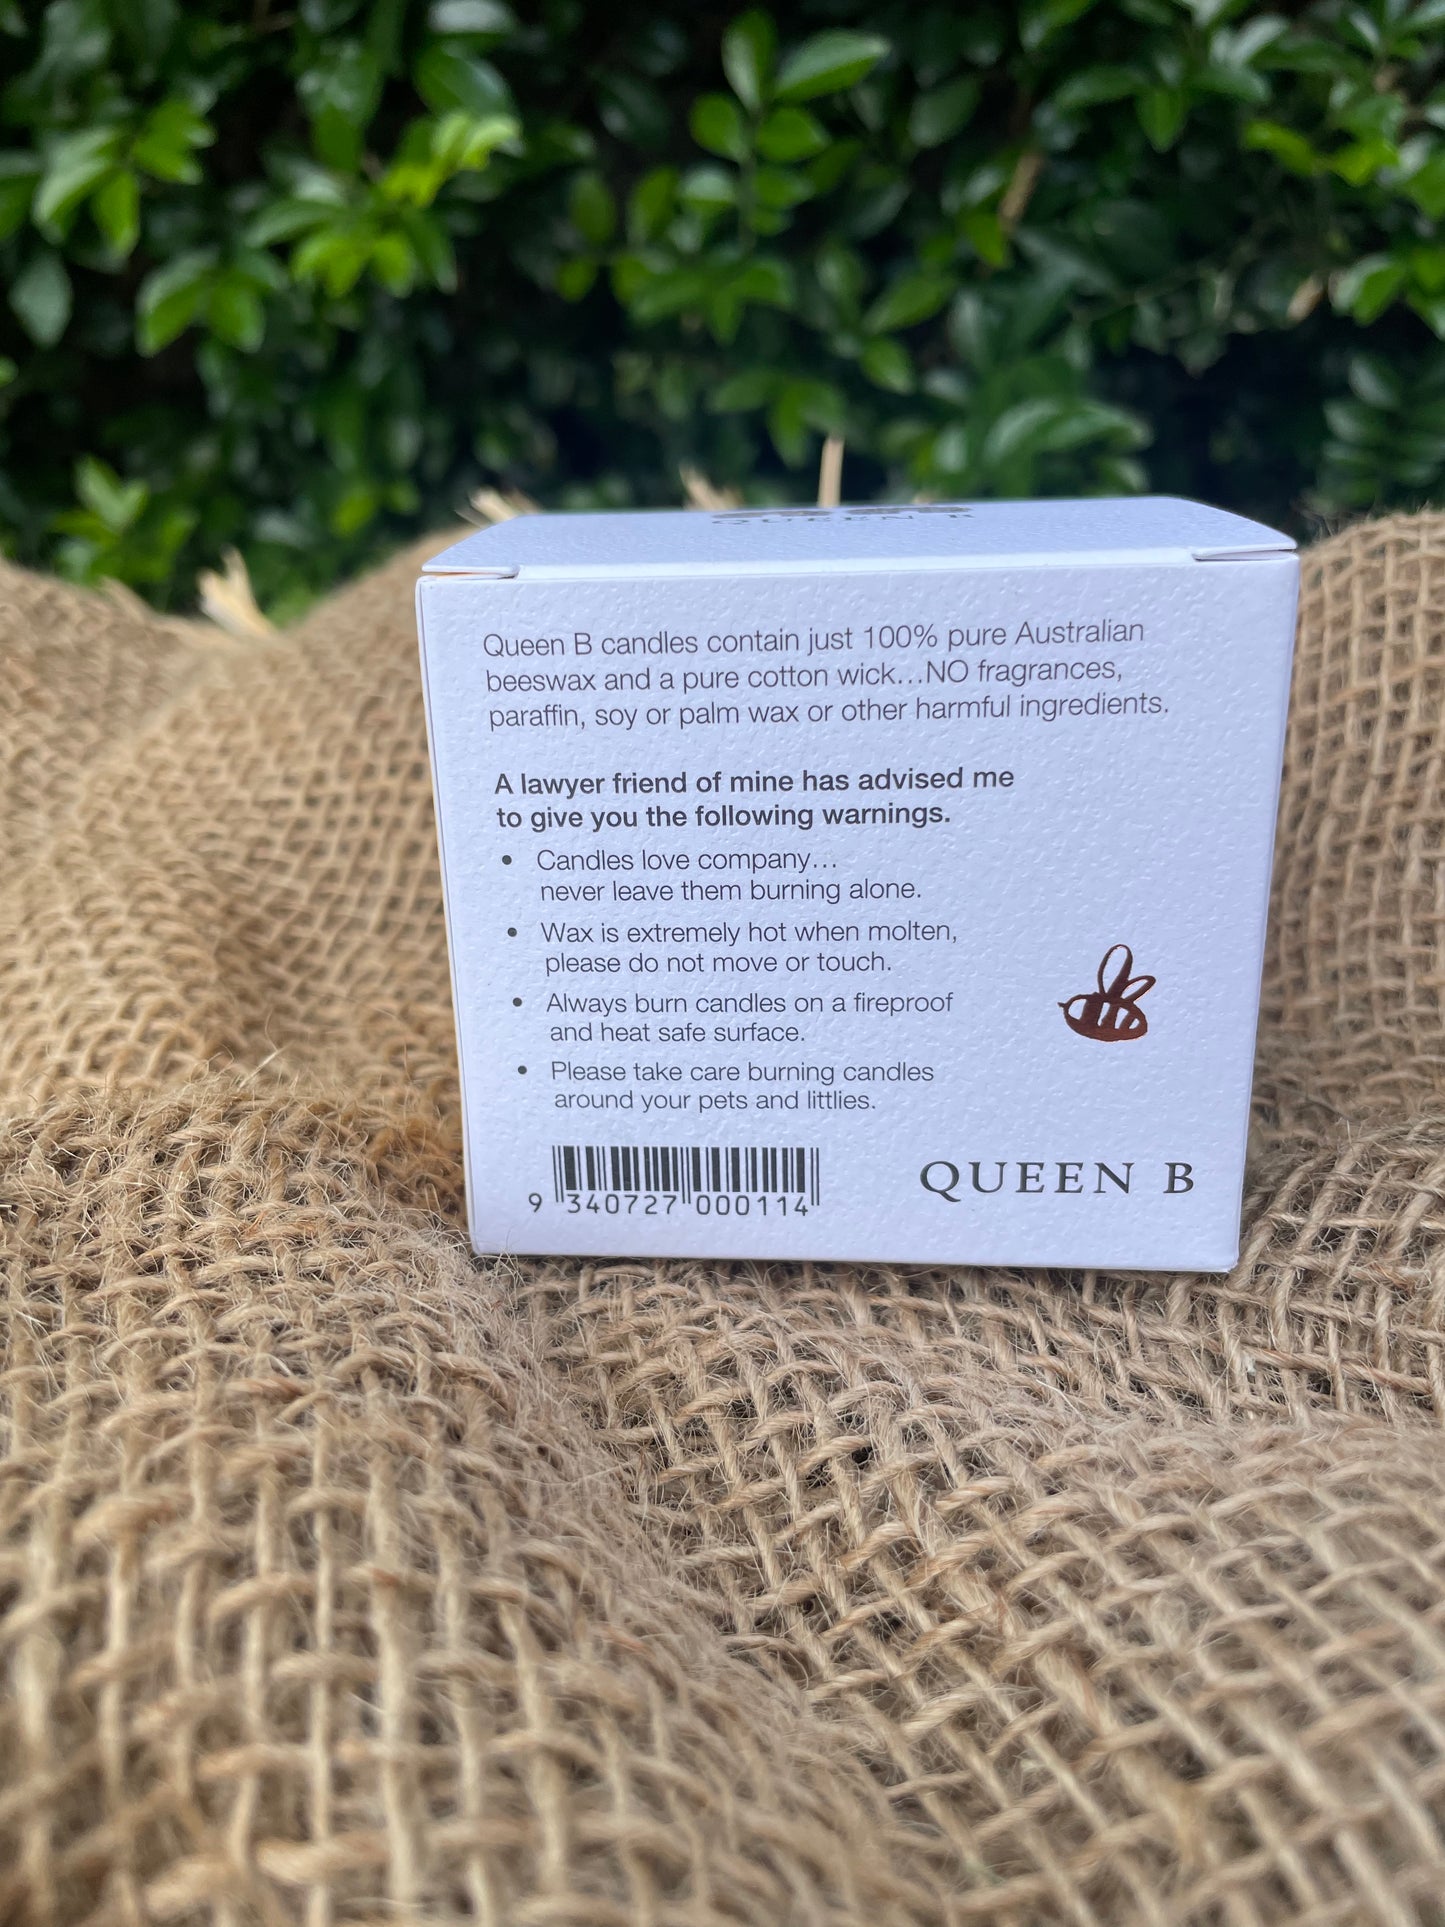 QUEEN B
Queen B candles contain just 100% pure Australian
beeswax and a pure cotton wick...NO fragrances,
paraffin, soy or palm wax or other harmful ingredients.
A lawyer friend of mine has advised me
to give you the following warnings.
• Candles love company...
never leave them burning alone.
• Wax is extremely hot when molten,
please do not move or touch.
• Always burn candles on a fireproof
and heat safe surface.
• Please take care burning candles
around your pets and littlies.
9 340727 000114
QUEEN B